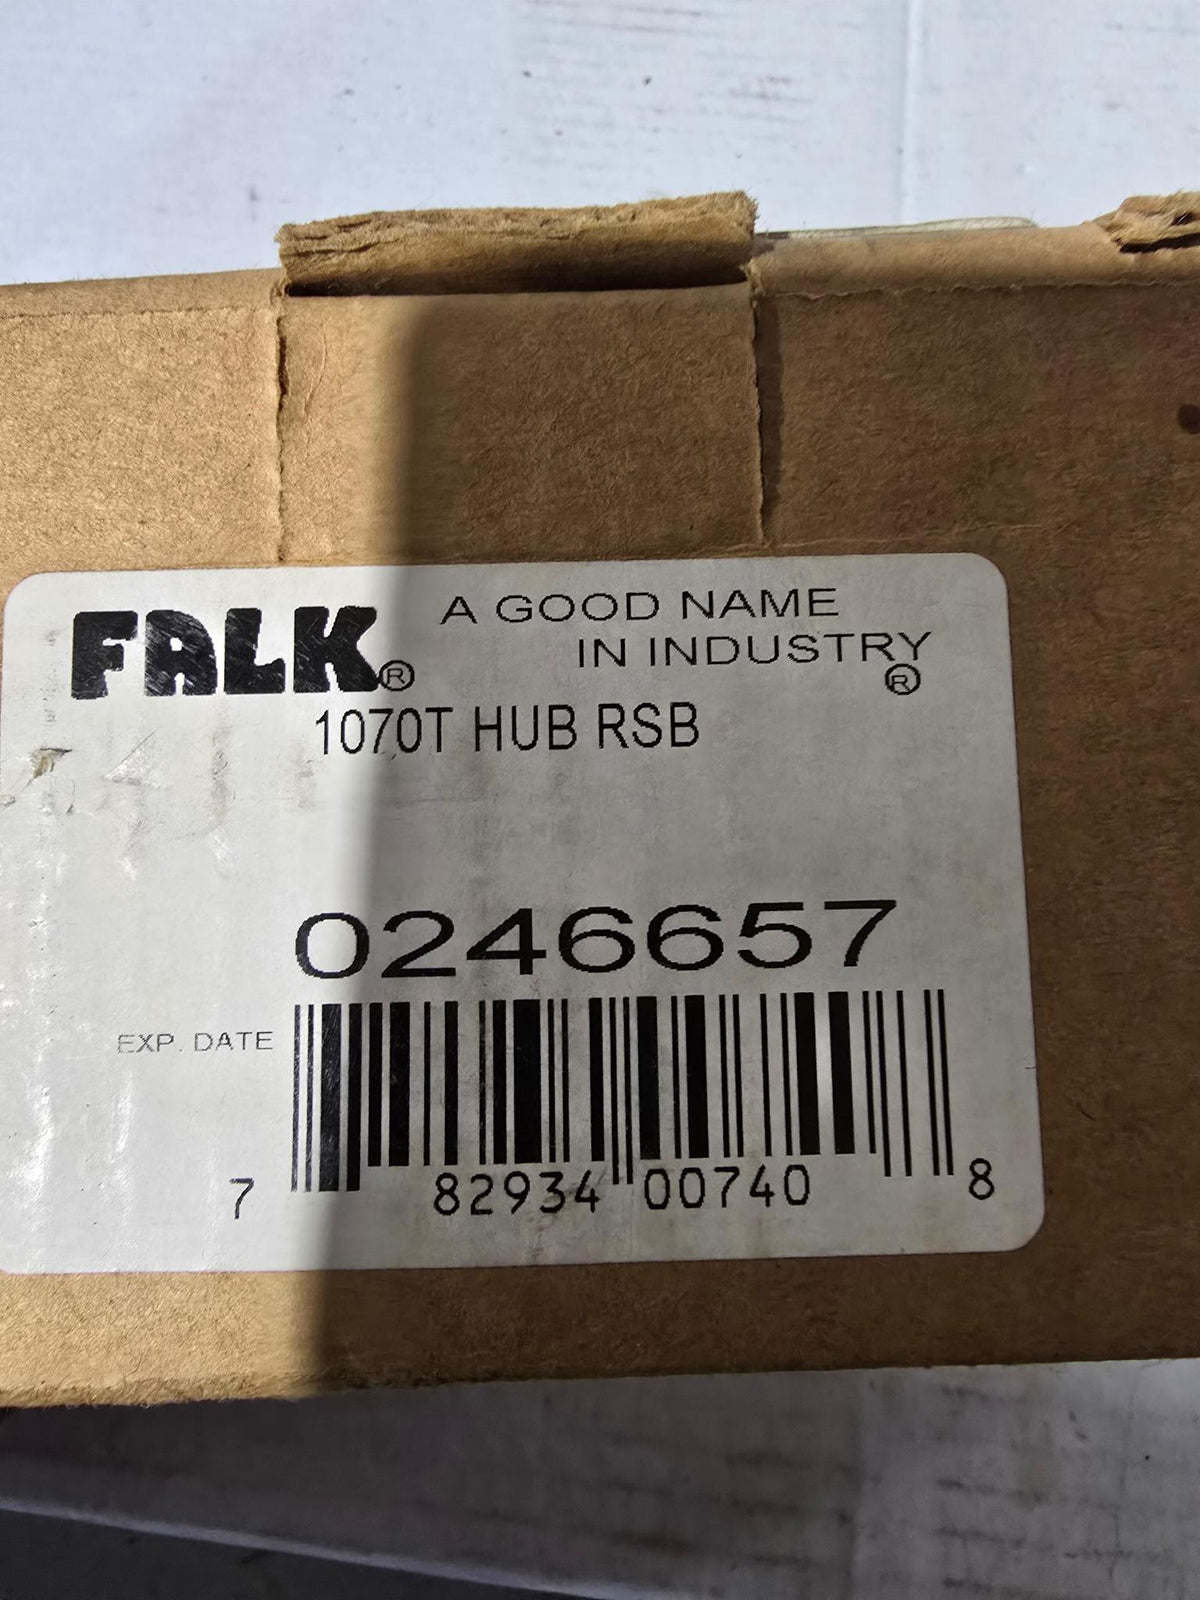 FALK® A GOOD NAME
IN INDUSTRY®
1070T HUB RSB
0246657
EXP. DATE
7 82934 00740 8